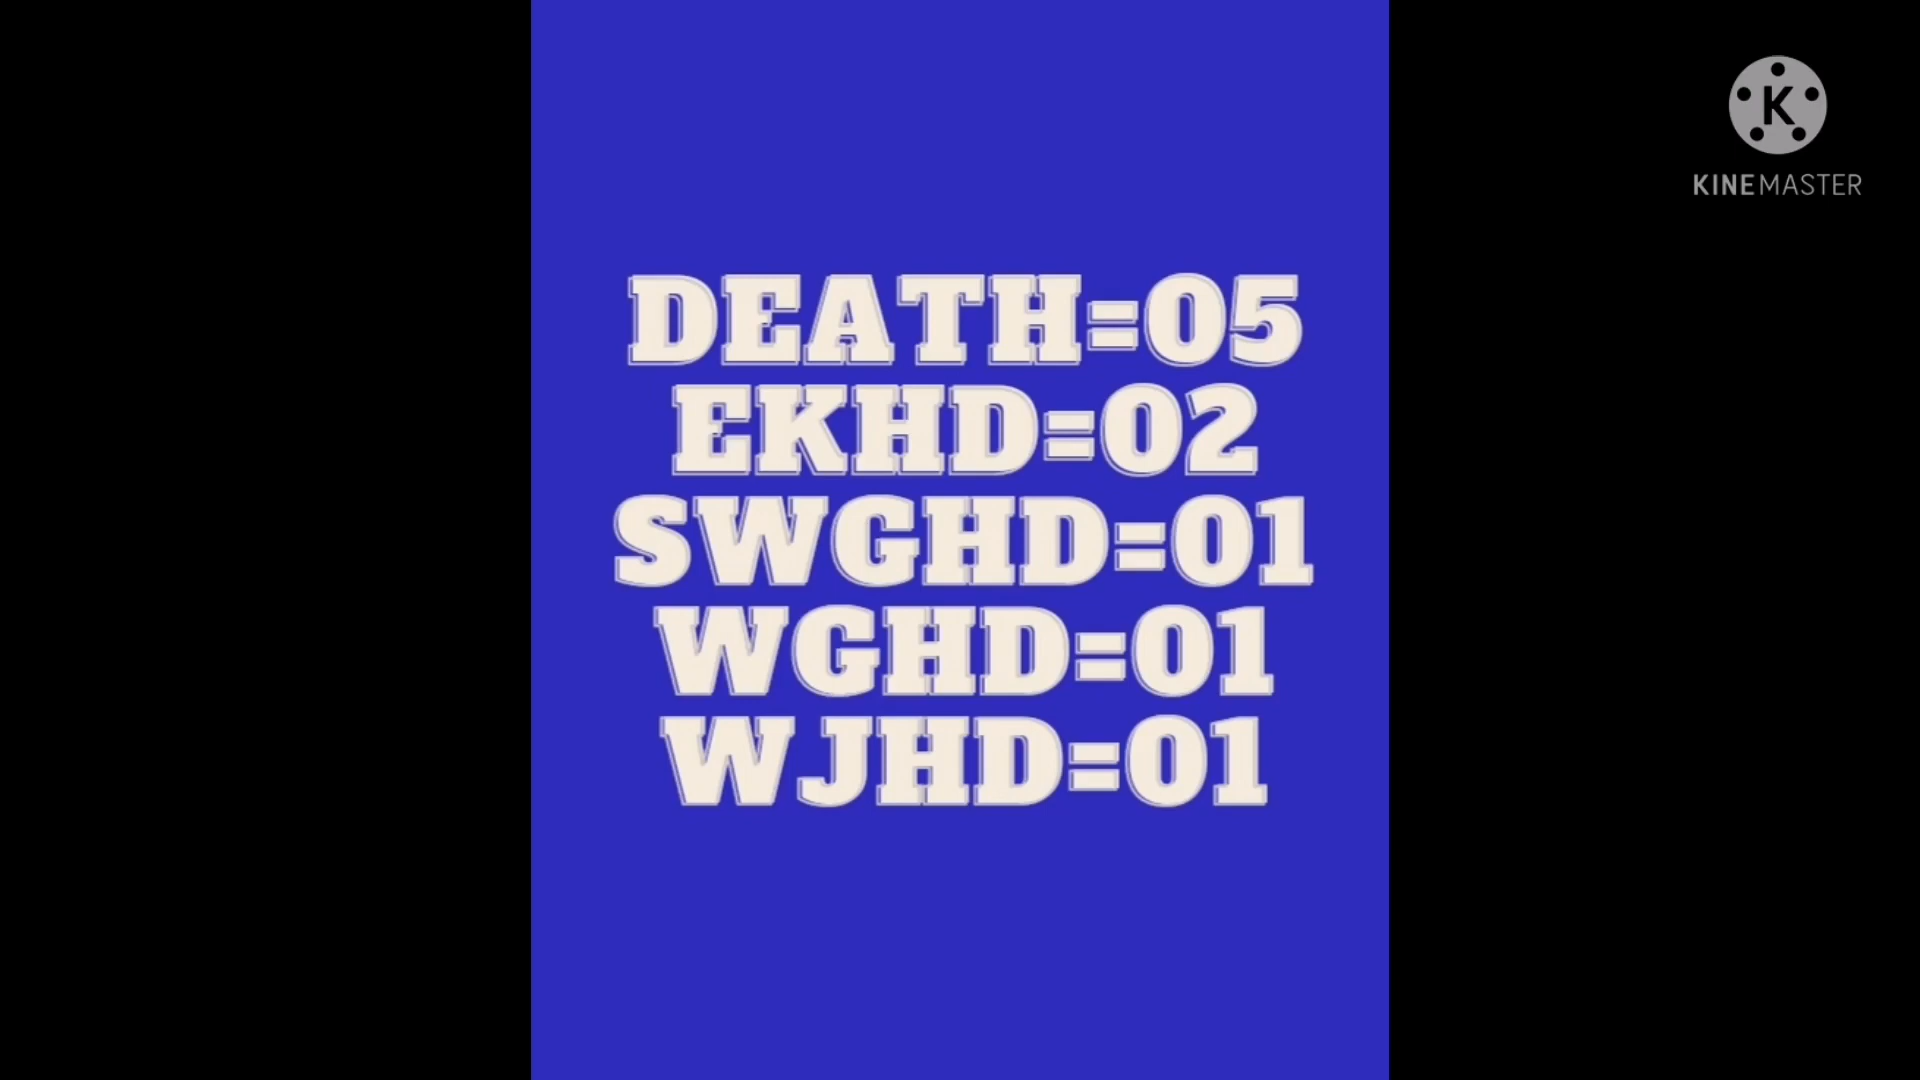 DEATH=05
EKHD=02
SWGHD=01
WGHD=01
WJHD=01
K
KINEMASTER